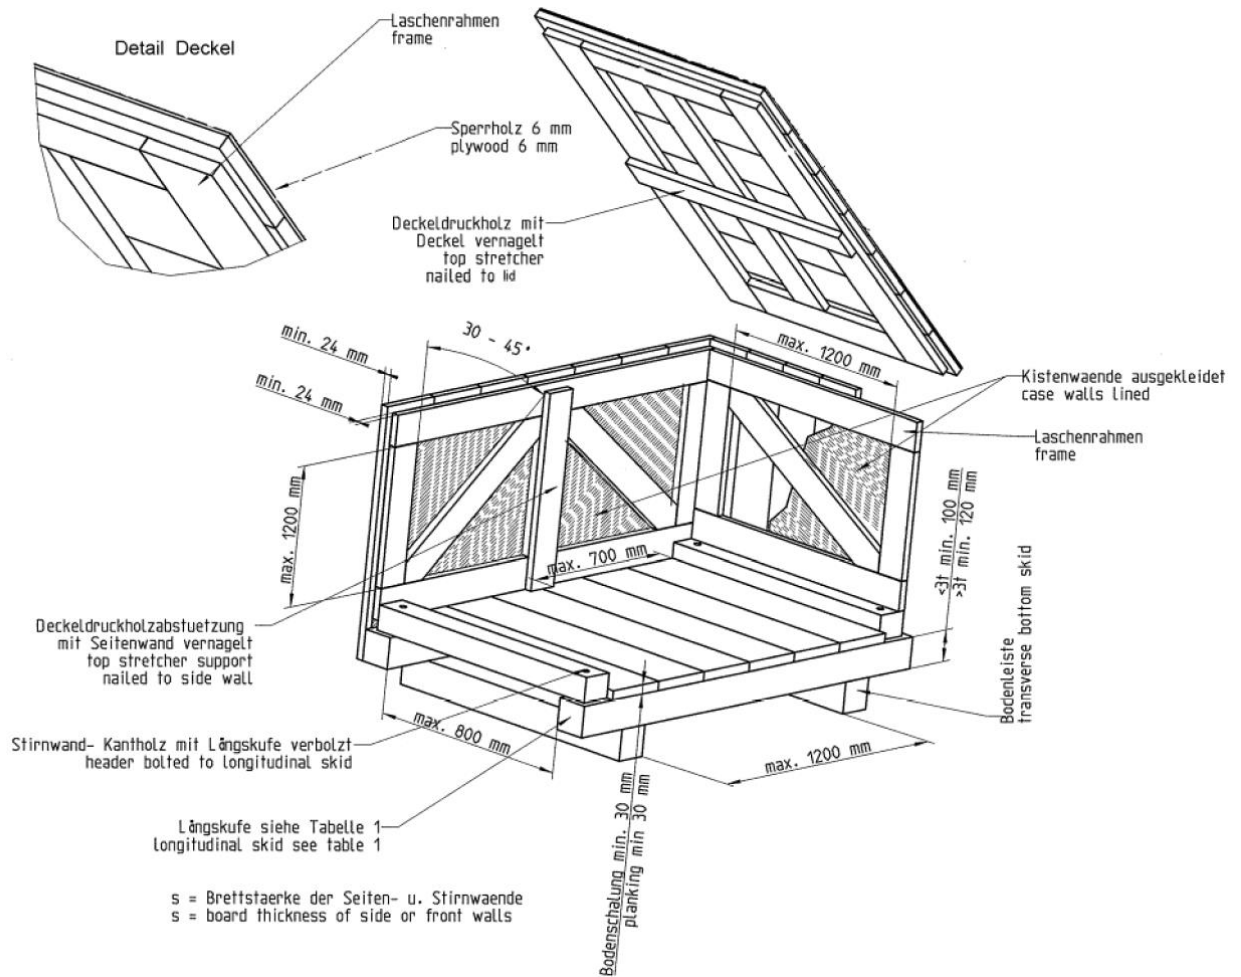 Detail Deckel
Laschenrahmen
frame
Sperrholz 6 mm
plywood 6 mm
Deckeldruckholz mit
Deckel vernagelt
top stretcher
nailed to lid
min. 24 mm
min. 24 mm
30 - 45°
max. 1200 mm
Kistenwaende ausgekleidet
case walls lined
Laschenrahmen
frame
max. 1200 mm
max. 700 mm
<3t min. 100 mm
>3t min. 120 mm
Bodenleiste
transverse bottom skid
Deckeldruckholzabstuetzung
mit Seitenwand vernagelt
top stretcher support
nailed to side wall
Stirnwand- Kantholz mit Långskufe verbolzt
header bolted to longitudinal skid
max. 800 mm
max. 1200 mm
Långskufe siehe Tabelle 1
longitudinal skid see table 1
Bodenschalung min. 30 mm
planking min 30 mm
s = Brettstaerke der Seiten- u. Stirnwaende
s = board thickness of side or front walls